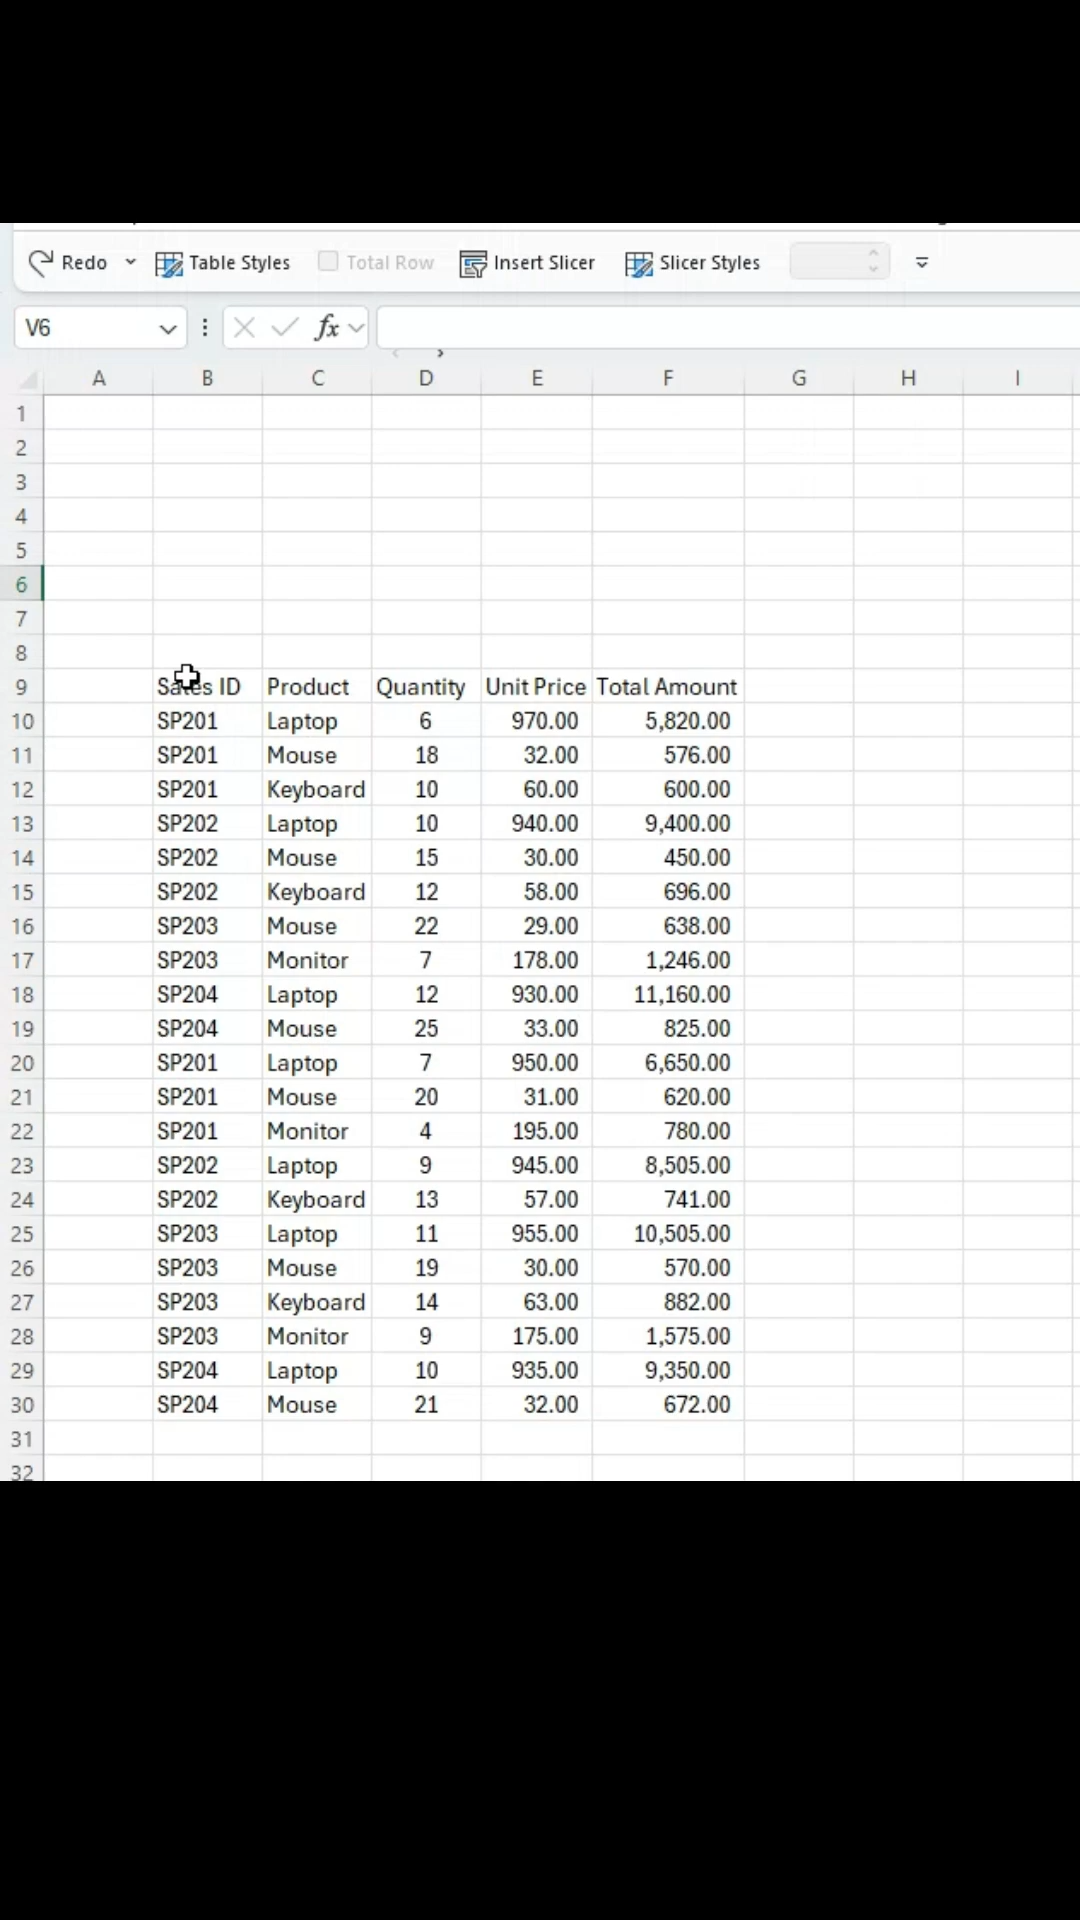 Redo Table Styles Total Row Insert Slicer Slicer Styles
V6 fx
A B C D E F G H I
1
2
3
4
5
6
7
8
9 Sales ID Product Quantity Unit Price Total Amount
10 SP201 Laptop 6 970.00 5,820.00
11 SP201 Mouse 18 32.00 576.00
12 SP201 Keyboard 10 60.00 600.00
13 SP202 Laptop 10 940.00 9,400.00
14 SP202 Mouse 15 30.00 450.00
15 SP202 Keyboard 12 58.00 696.00
16 SP203 Mouse 22 29.00 638.00
17 SP203 Monitor 7 178.00 1,246.00
18 SP204 Laptop 12 930.00 11,160.00
19 SP204 Mouse 25 33.00 825.00
20 SP201 Laptop 7 950.00 6,650.00
21 SP201 Mouse 20 31.00 620.00
22 SP201 Monitor 4 195.00 780.00
23 SP202 Laptop 9 945.00 8,505.00
24 SP202 Keyboard 13 57.00 741.00
25 SP203 Laptop 11 955.00 10,505.00
26 SP203 Mouse 19 30.00 570.00
27 SP203 Keyboard 14 63.00 882.00
28 SP203 Monitor 9 175.00 1,575.00
29 SP204 Laptop 10 935.00 9,350.00
30 SP204 Mouse 21 32.00 672.00
31
32